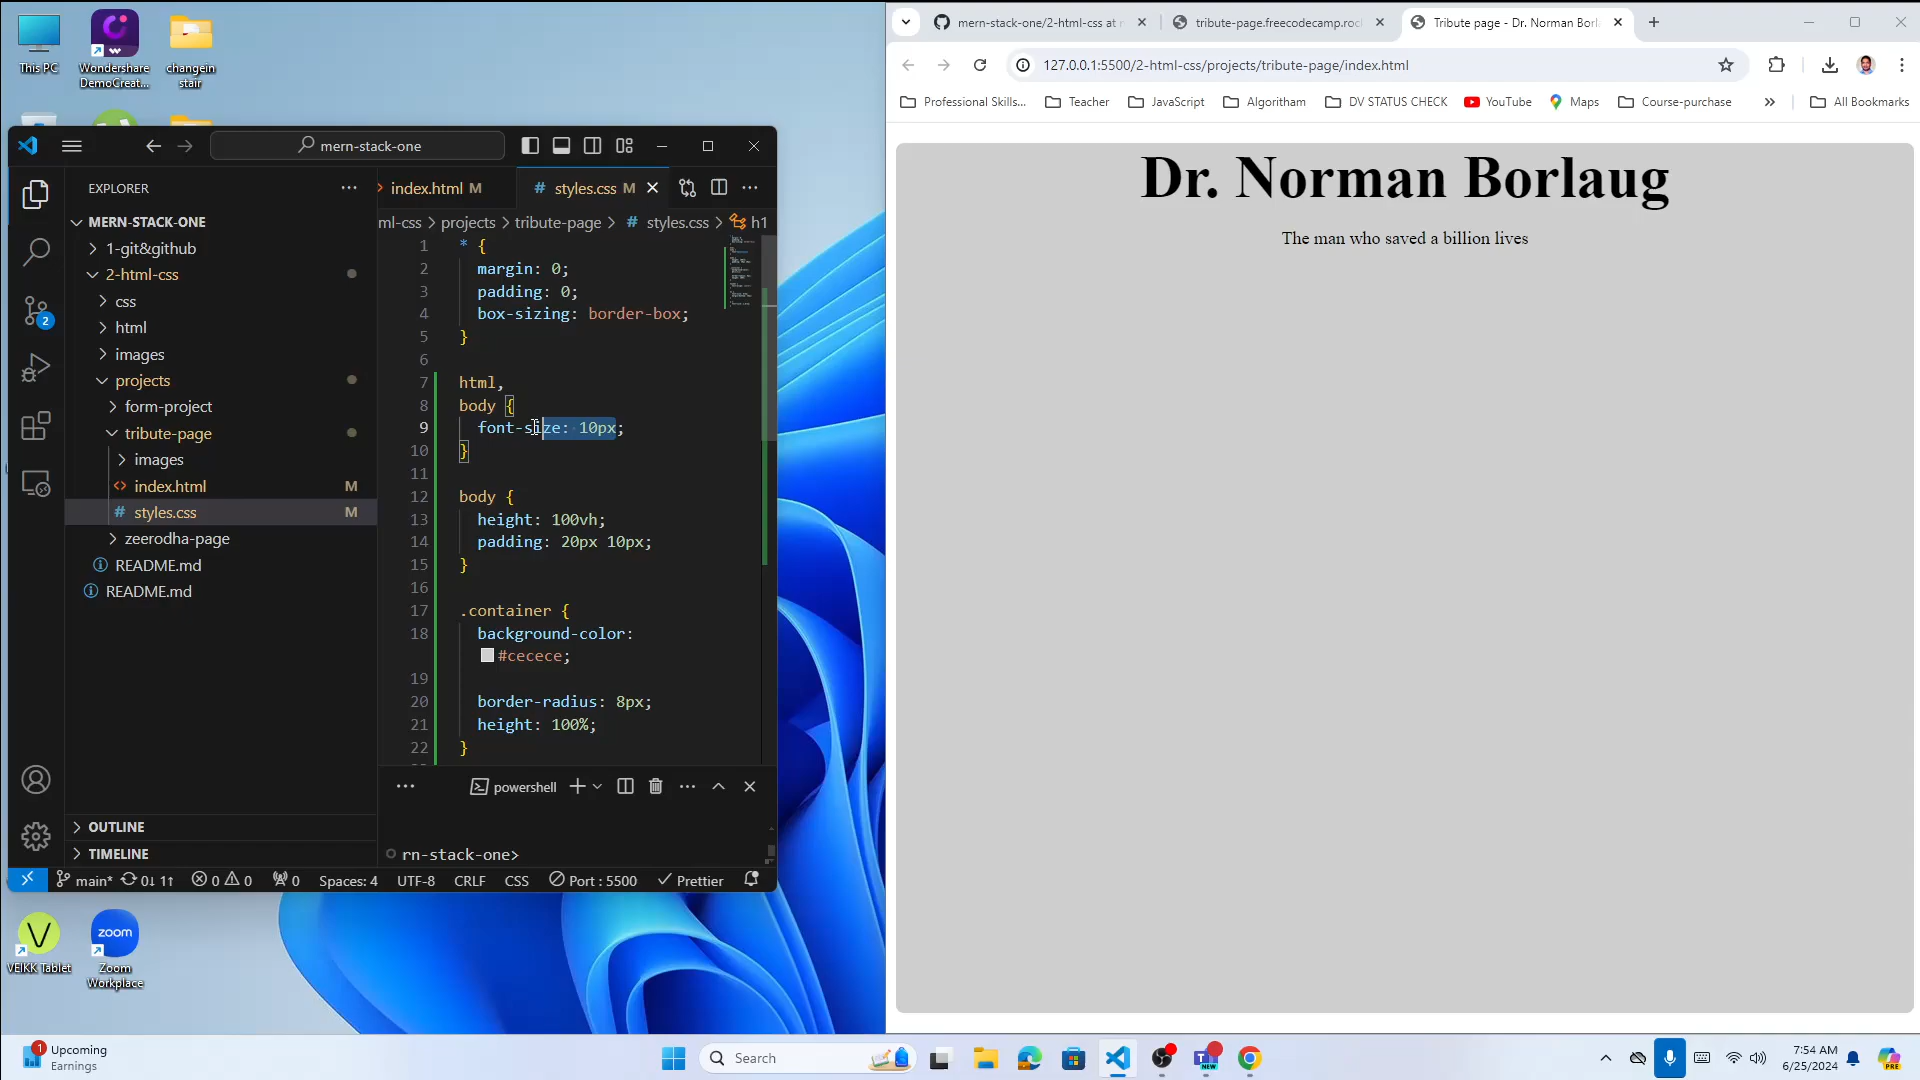 This PC
Wondershare
DemoCreat...
changein
stair
mern-stack-one
EXPLORER
MERN-STACK-ONE
1-git&github
2-html-css
css
html
images
projects
form-project
tribute-page
images
index.html M
styles.css M
zeerodha-page
README.md
README.md
OUTLINE
TIMELINE
2
index.html M
# styles.css M
ml-css > projects > tribute-page > # styles.css > h1
1 * {
2 margin: 0;
3 padding: 0;
4 box-sizing: border-box;
5 }
6
7 html,
8 body {
9 font-size: 10px;
10 }
11
12 body {
13 height: 100vh;
14 padding: 20px 10px;
15 }
16
17 .container {
18 background-color:
#cecece;
19
20 border-radius: 8px;
21 height: 100%;
22 }
powershell
rn-stack-one>
main* 0↓ 1↑ 0 0 0 Spaces: 4 UTF-8 CRLF CSS Port : 5500 Prettier
VEIKK Tablet
zoom
Zoom
Workplace
mern-stack-one/2-html-css at
tribute-page.freecodecamp.roc
Tribute page - Dr. Norman Borl
127.0.0.1:5500/2-html-css/projects/tribute-page/index.html
Professional Skills... Teacher JavaScript Algoritham DV STATUS CHECK YouTube Maps Course-purchase » All Bookmarks
Dr. Norman Borlaug
The man who saved a billion lives
1
Upcoming
Earnings
Search
NEW
7:54 AM
6/25/2024
PRE